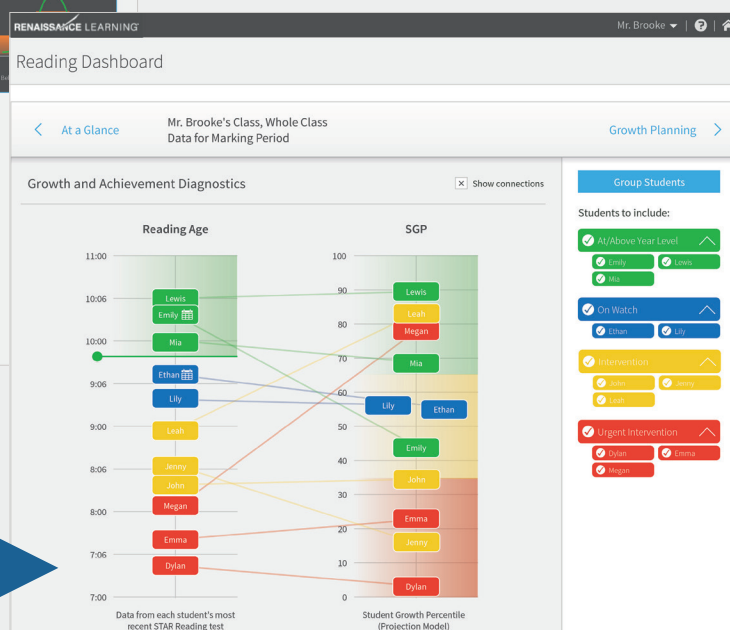 RENAISSANCE LEARNING
Mr. Brooke
Reading Dashboard
At a Glance
Mr. Brooke's Class, Whole Class
Data for Marking Period
Growth Planning
Growth and Achievement Diagnostics
Show connections
Group Students
Students to include:
At/Above Year Level
Emily
Lewis
Mia
On Watch
Ethan
Lily
Intervention
John
Jenny
Leah
Urgent Intervention
Dylan
Emma
Megan
Reading Age
11:00
10:06
10:00
9:06
9:00
8:06
8:00
7:06
7:00
Lewis
Emily
Mia
Ethan
Lily
Leah
Jenny
John
Megan
Emma
Dylan
Data from each student's most
recent STAR Reading test
SGP
100
90
80
70
60
50
40
30
20
10
0
Lewis
Leah
Megan
Mia
Lily
Ethan
Emily
John
Emma
Jenny
Dylan
Student Growth Percentile
(Projection Model)